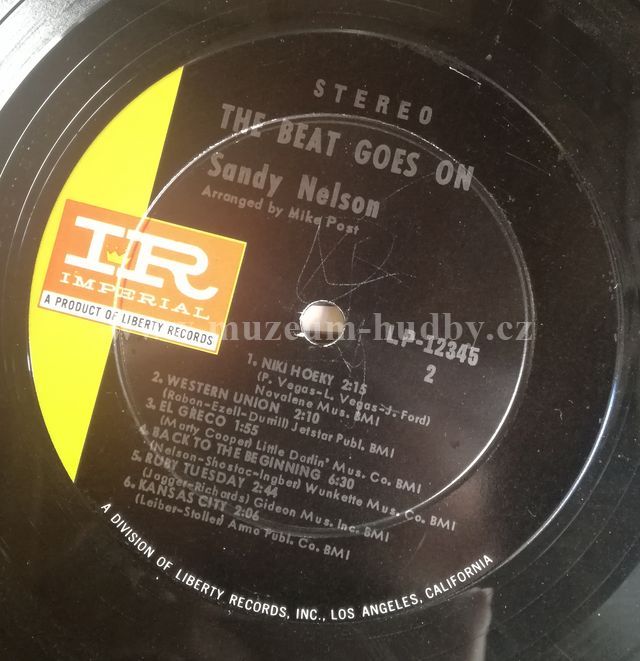 STEREO
THE BEAT GOES ON
Sandy Nelson
Arranged by Mike Post
IR
IMPERIAL
A PRODUCT OF LIBERTY RECORDS
www.muzeum-hudby.cz
LP-12345
2
1. NIKI HOEKY 2:15
(P. Vegas-L. Vegas-J. Ford)
Novalene Mus. BMI
2. WESTERN UNION 2:10
(Rabon-Ezell-Durrill) Jetstar Publ. BMI
3. EL GRECO 1:55
(Marty Cooper) Little Darlin' Mus. Co. BMI
4. BACK TO THE BEGINNING 6:30
(Nelson-Shostac-Ingber) Wunkette Mus. Co. BMI
5. RUBY TUESDAY 2:44
(Jagger-Richards) Gideon Mus. Inc. BMI
6. KANSAS CITY 2:06
(Leiber-Stoller) Armo Publ. Co. BMI
A DIVISION OF LIBERTY RECORDS, INC., LOS ANGELES, CALIFORNIA